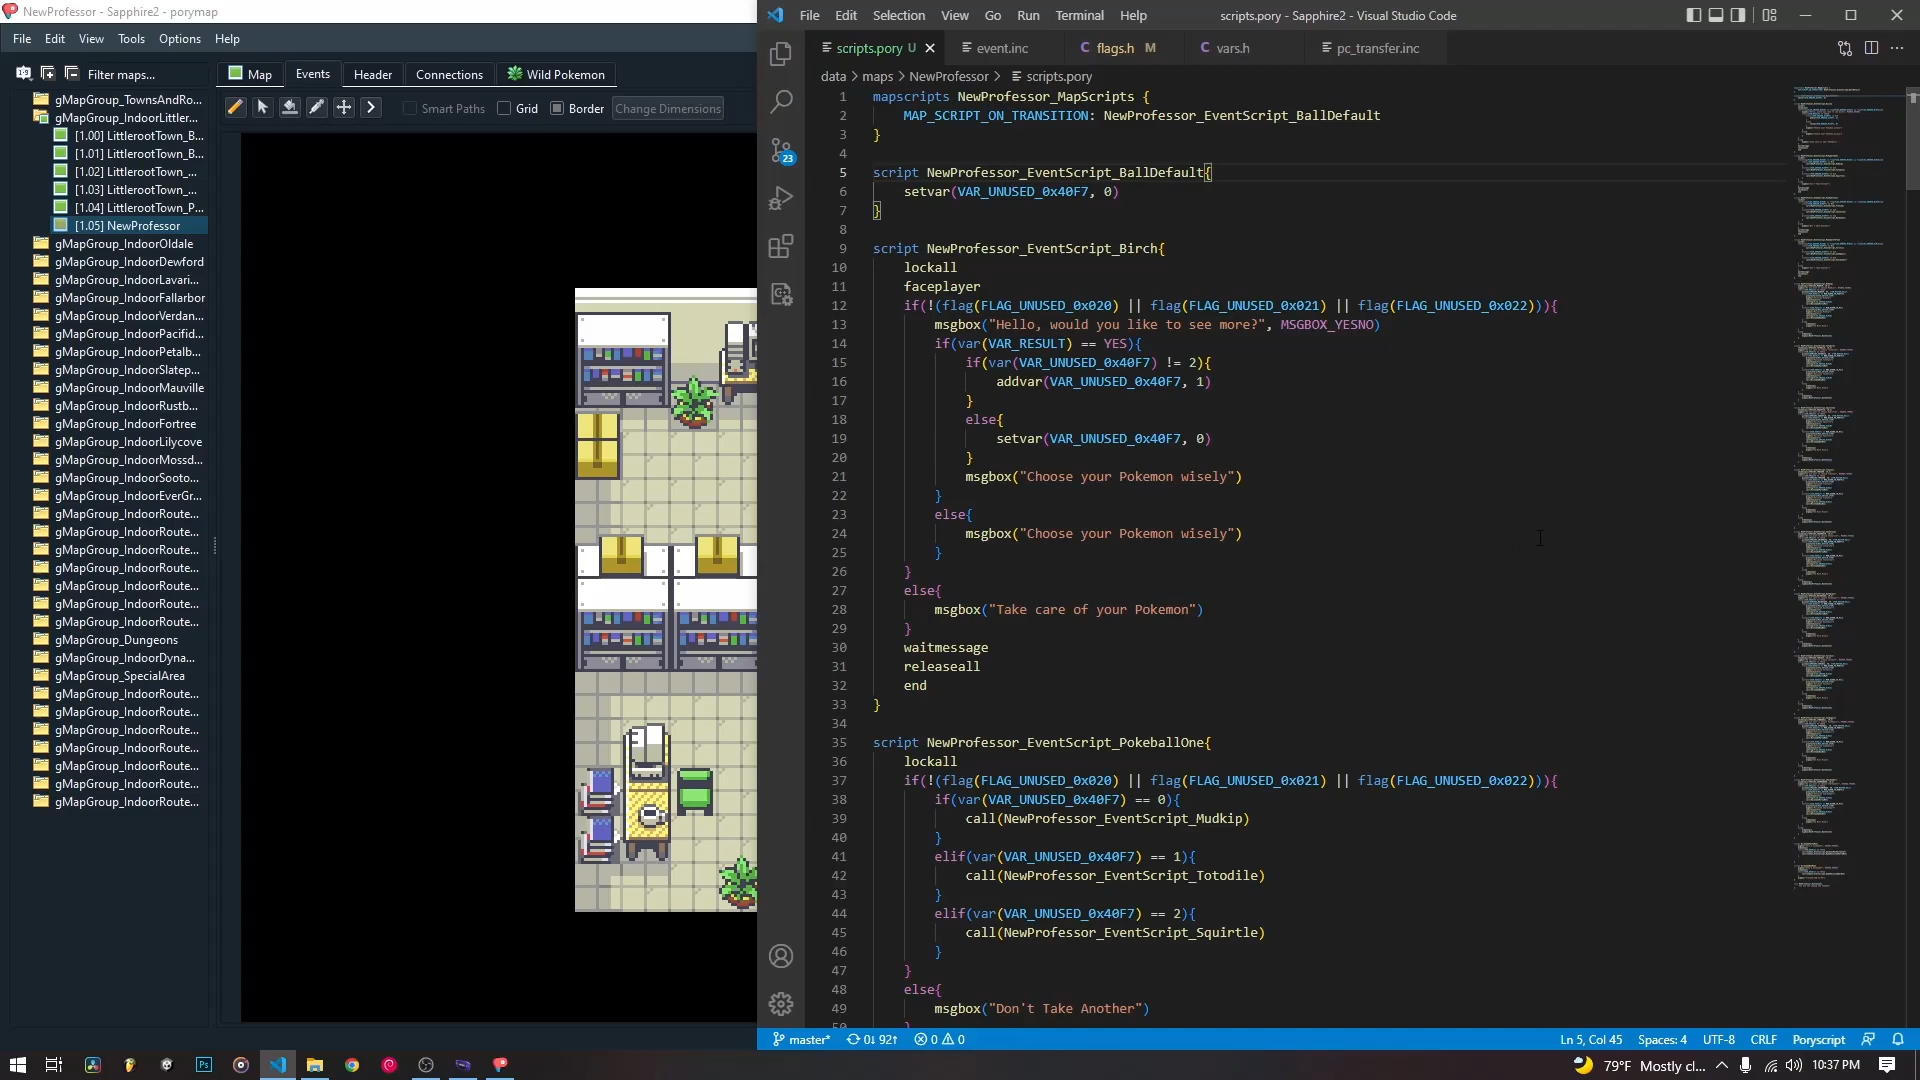 NewProfessor - Sapphire2 - porymap
File Edit View Tools Options Help
Filter maps...
Map Events Header Connections Wild Pokemon
Smart Paths Grid Border Change Dimensions
gMapGroup_TownsAndRo...
gMapGroup_IndoorLittler...
[1.00] LittlerootTown_B...
[1.01] LittlerootTown_B...
[1.02] LittlerootTown_...
[1.03] LittlerootTown_...
[1.04] LittlerootTown_P...
[1.05] NewProfessor
gMapGroup_IndoorOldale
gMapGroup_IndoorDewford
gMapGroup_IndoorLavari...
gMapGroup_IndoorFallarbor
gMapGroup_IndoorVerdan...
gMapGroup_IndoorPacifid...
gMapGroup_IndoorPetalb...
gMapGroup_IndoorSlatep...
gMapGroup_IndoorMauville
gMapGroup_IndoorRustb...
gMapGroup_IndoorFortree
gMapGroup_IndoorLilycove
gMapGroup_IndoorMossd...
gMapGroup_IndoorSooto...
gMapGroup_IndoorEverGr...
gMapGroup_IndoorRoute...
gMapGroup_IndoorRoute...
gMapGroup_IndoorRoute...
gMapGroup_IndoorRoute...
gMapGroup_IndoorRoute...
gMapGroup_IndoorRoute...
gMapGroup_IndoorRoute...
gMapGroup_Dungeons
gMapGroup_IndoorDyna...
gMapGroup_SpecialArea
gMapGroup_IndoorRoute...
gMapGroup_IndoorRoute...
gMapGroup_IndoorRoute...
gMapGroup_IndoorRoute...
gMapGroup_IndoorRoute...
gMapGroup_IndoorRoute...
gMapGroup_IndoorRoute...
File Edit Selection View Go Run Terminal Help
scripts.pory - Sapphire2 - Visual Studio Code
scripts.pory U event.inc flags.h M vars.h pc_transfer.inc
data > maps > NewProfessor > scripts.pory
23
1 mapscripts NewProfessor_MapScripts {
2 MAP_SCRIPT_ON_TRANSITION: NewProfessor_EventScript_BallDefault
3 }
4
5 script NewProfessor_EventScript_BallDefault{
6 setvar(VAR_UNUSED_0x40F7, 0)
7 }
8
9 script NewProfessor_EventScript_Birch{
10 lockall
11 faceplayer
12 if(!(flag(FLAG_UNUSED_0x020) || flag(FLAG_UNUSED_0x021) || flag(FLAG_UNUSED_0x022))){
13 msgbox("Hello, would you like to see more?", MSGBOX_YESNO)
14 if(var(VAR_RESULT) == YES){
15 if(var(VAR_UNUSED_0x40F7) != 2){
16 addvar(VAR_UNUSED_0x40F7, 1)
17 }
18 else{
19 setvar(VAR_UNUSED_0x40F7, 0)
20 }
21 msgbox("Choose your Pokemon wisely")
22 }
23 else{
24 msgbox("Choose your Pokemon wisely")
25 }
26 }
27 else{
28 msgbox("Take care of your Pokemon")
29 }
30 waitmessage
31 releaseall
32 end
33 }
34
35 script NewProfessor_EventScript_PokeballOne{
36 lockall
37 if(!(flag(FLAG_UNUSED_0x020) || flag(FLAG_UNUSED_0x021) || flag(FLAG_UNUSED_0x022))){
38 if(var(VAR_UNUSED_0x40F7) == 0){
39 call(NewProfessor_EventScript_Mudkip)
40 }
41 elif(var(VAR_UNUSED_0x40F7) == 1){
42 call(NewProfessor_EventScript_Totodile)
43 }
44 elif(var(VAR_UNUSED_0x40F7) == 2){
45 call(NewProfessor_EventScript_Squirtle)
46 }
47 }
48 else{
49 msgbox("Don't Take Another")
50 }
master* 0↓ 92↑ 0 0 Ln 5, Col 45 Spaces: 4 UTF-8 CRLF Poryscript
Ps 79°F Mostly cl... 10:37 PM